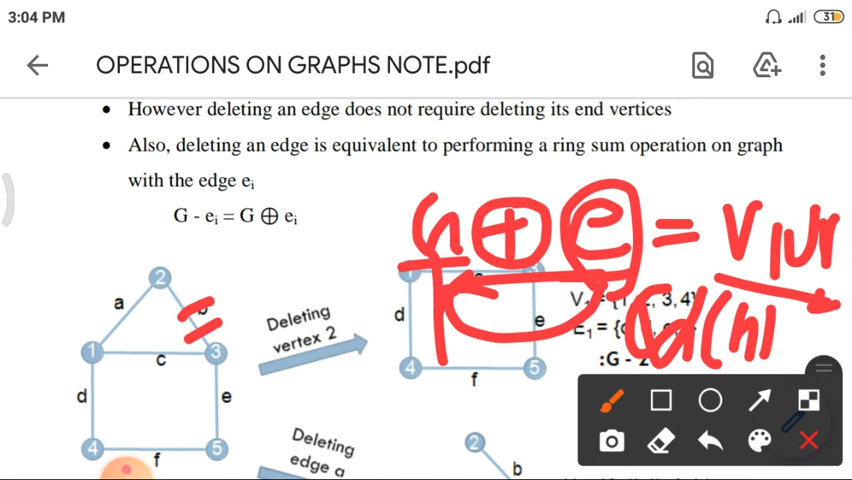 3:04 PM 31
OPERATIONS ON GRAPHS NOTE.pdf
• However deleting an edge does not require deleting its end vertices
• Also, deleting an edge is equivalent to performing a ring sum operation on graph
with the edge ei
G - ei = G ⊕ ei
G ⊕ e = V1
2
a
1 c 3
d e
4 f 5
Deleting
vertex 2
d e
4 f 5
3, 4}
E1 = {
:G -
Deleting
edge a
2
b